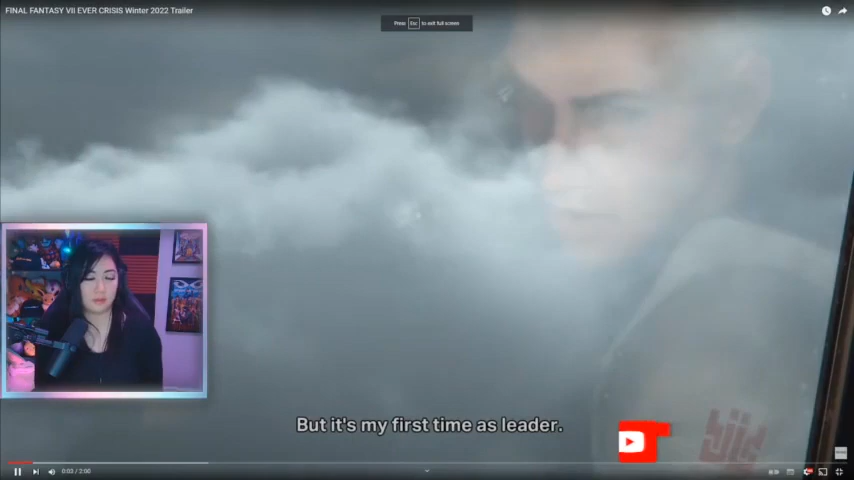 FINAL FANTASY VII EVER CRISIS Winter 2022 Trailer
Press Esc to exit full screen
But it's my first time as leader.
0:03 / 2:00